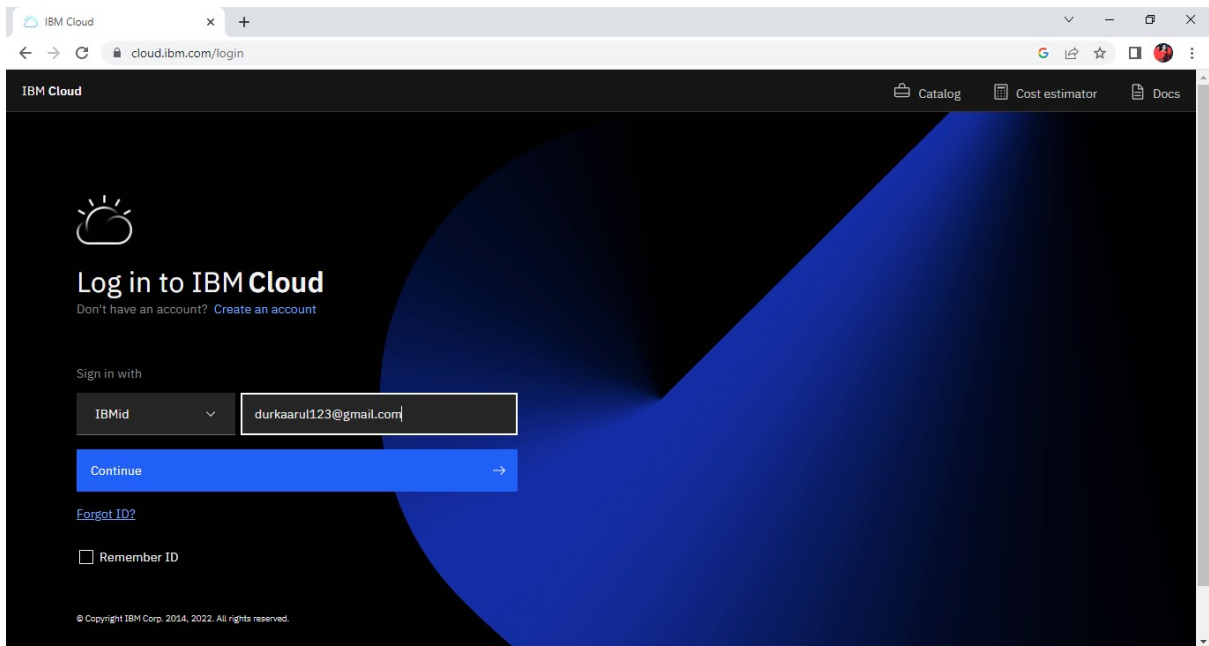 IBM Cloud
cloud.ibm.com/login
G
IBM Cloud
Catalog
Cost estimator
Docs
Log in to IBM Cloud
Don't have an account? Create an account
Sign in with
IBMid
durkaarul123@gmail.com
Continue
Forgot ID?
Remember ID
© Copyright IBM Corp. 2014, 2022. All rights reserved.